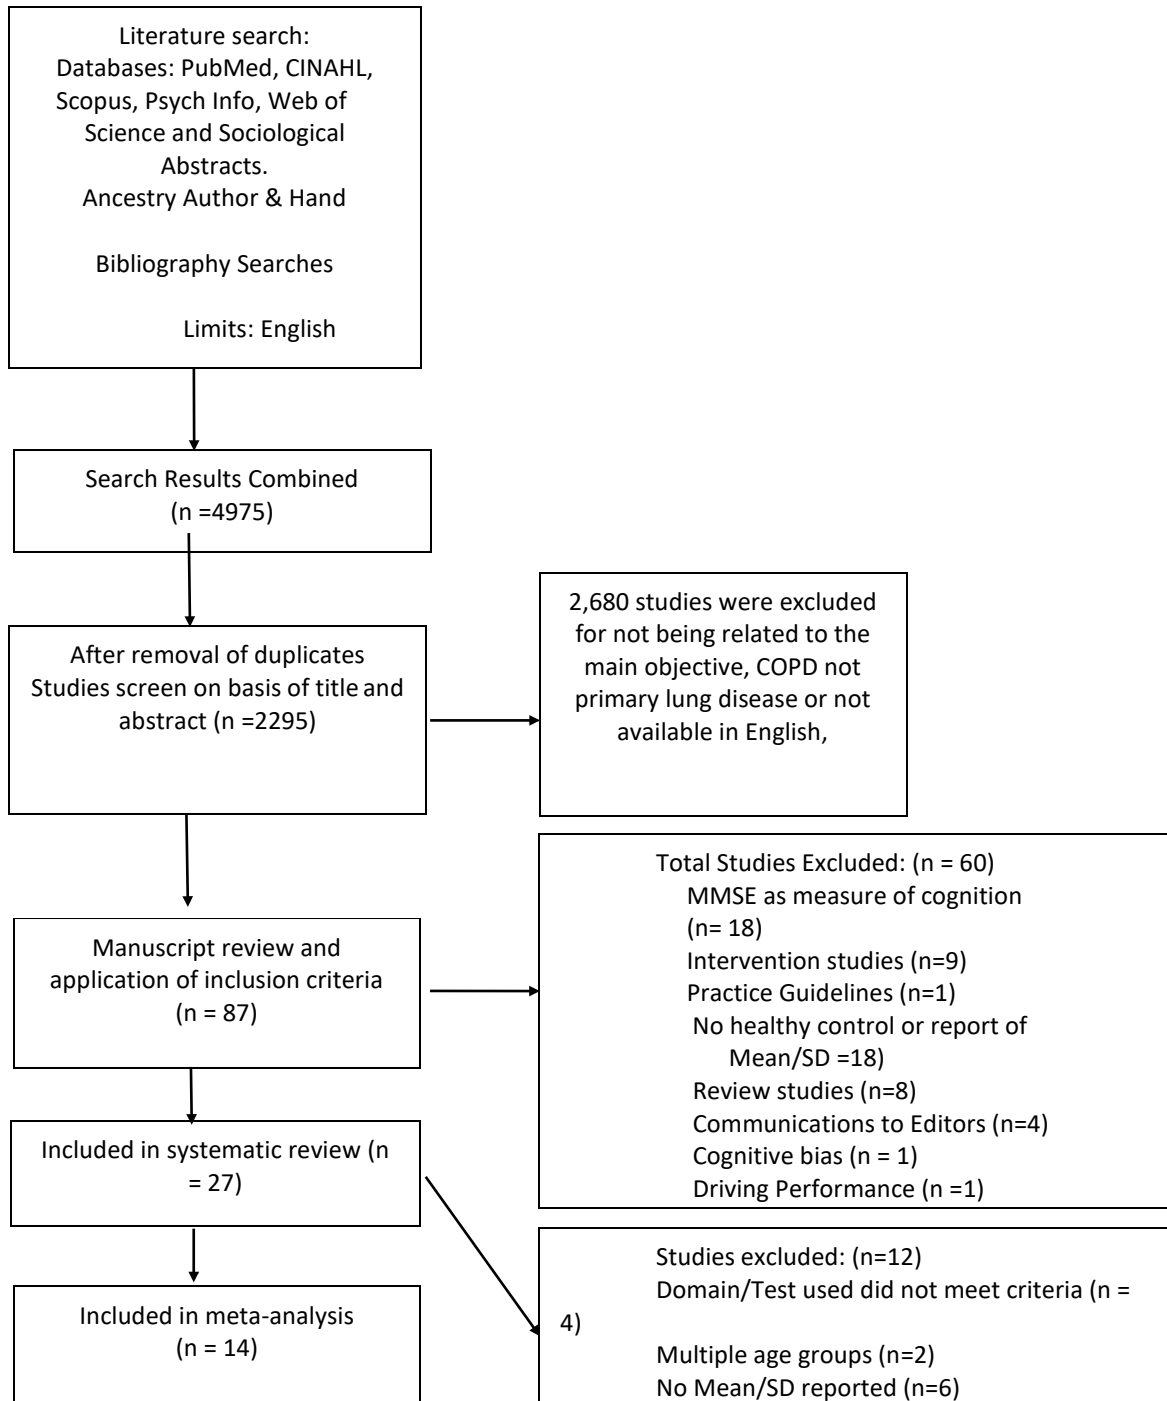 Literature search:
Databases: PubMed, CINAHL,
Scopus, Psych Info, Web of
Science and Sociological
Abstracts.
Ancestry Author & Hand
Bibliography Searches
Limits: English
Search Results Combined
(n =4975)
After removal of duplicates
Studies screen on basis of title and
abstract (n =2295)
2,680 studies were excluded
for not being related to the
main objective, COPD not
primary lung disease or not
available in English,
Manuscript review and
application of inclusion criteria
(n = 87)
Total Studies Excluded: (n = 60)
MMSE as measure of cognition
(n= 18)
Intervention studies (n=9)
Practice Guidelines (n=1)
No healthy control or report of
Mean/SD =18)
Review studies (n=8)
Communications to Editors (n=4)
Cognitive bias (n = 1)
Driving Performance (n =1)
Included in systematic review (n
= 27)
Studies excluded: (n=12)
Domain/Test used did not meet criteria (n =
4)
Multiple age groups (n=2)
No Mean/SD reported (n=6)
Included in meta-analysis
(n = 14)